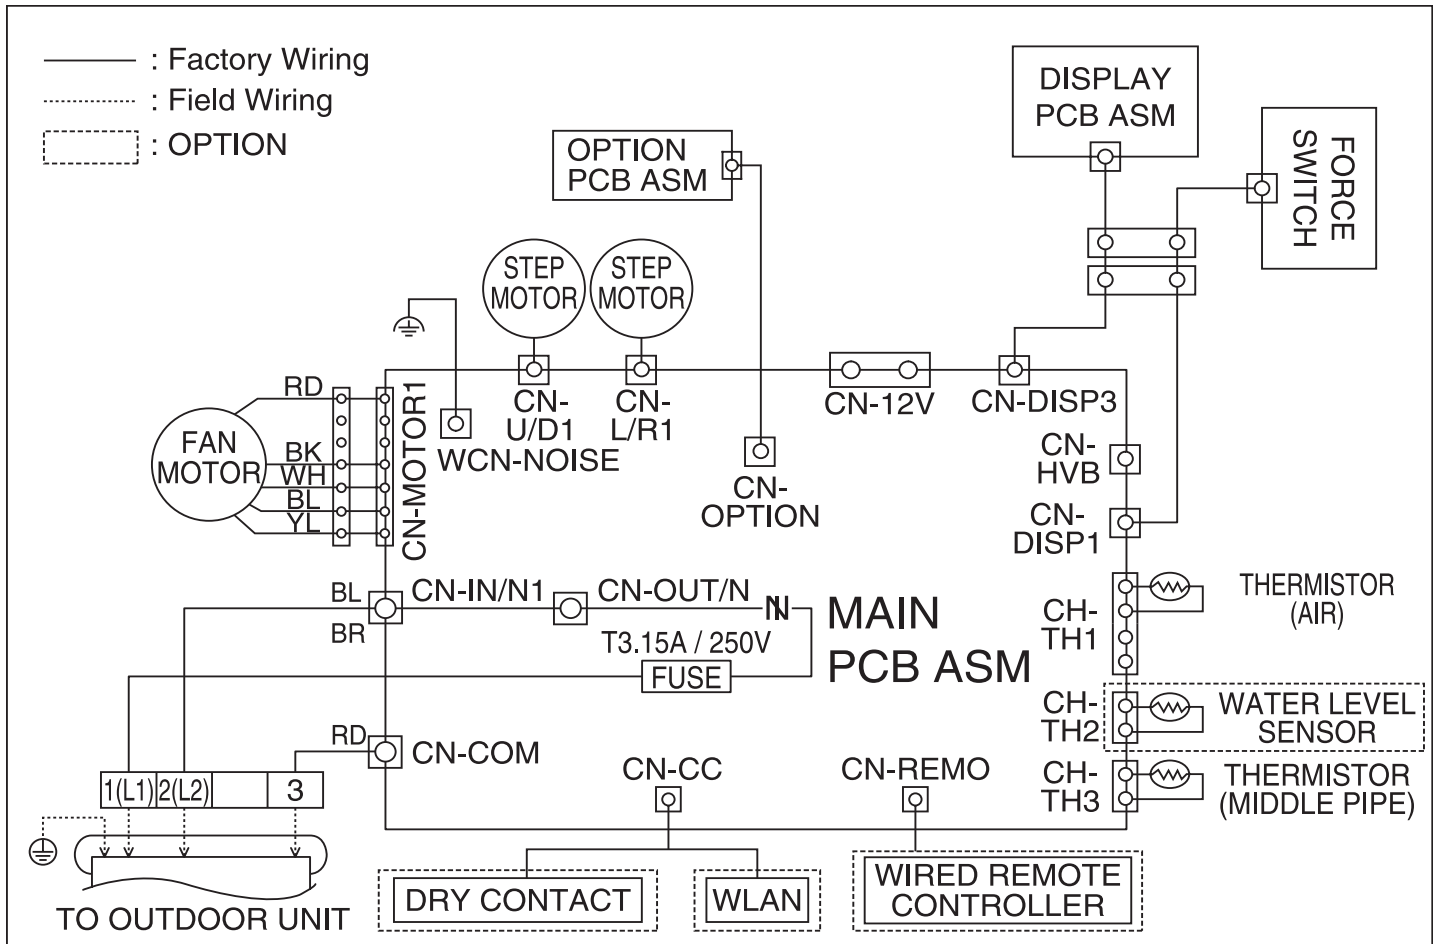 : Factory Wiring
: Field Wiring
: OPTION
DISPLAY
PCB ASM
FORCE
SWITCH
OPTION
PCB ASM
STEP
MOTOR
STEP
MOTOR
CN-
U/D1
CN-
L/R1
CN-12V
CN-DISP3
RD
BK
WH
BL
YL
FAN
MOTOR
CN-MOTOR1
WCN-NOISE
CN-
OPTION
CN-
HVB
CN-
DISP1
BL
BR
CN-IN/N1
CN-OUT/N
N
T3.15A / 250V
FUSE
MAIN
PCB ASM
CH-
TH1
THERMISTOR
(AIR)
CH-
TH2
WATER LEVEL
SENSOR
CH-
TH3
THERMISTOR
(MIDDLE PIPE)
RD
CN-COM
1(L1)
2(L2)
3
CN-CC
CN-REMO
DRY CONTACT
WLAN
WIRED REMOTE
CONTROLLER
TO OUTDOOR UNIT